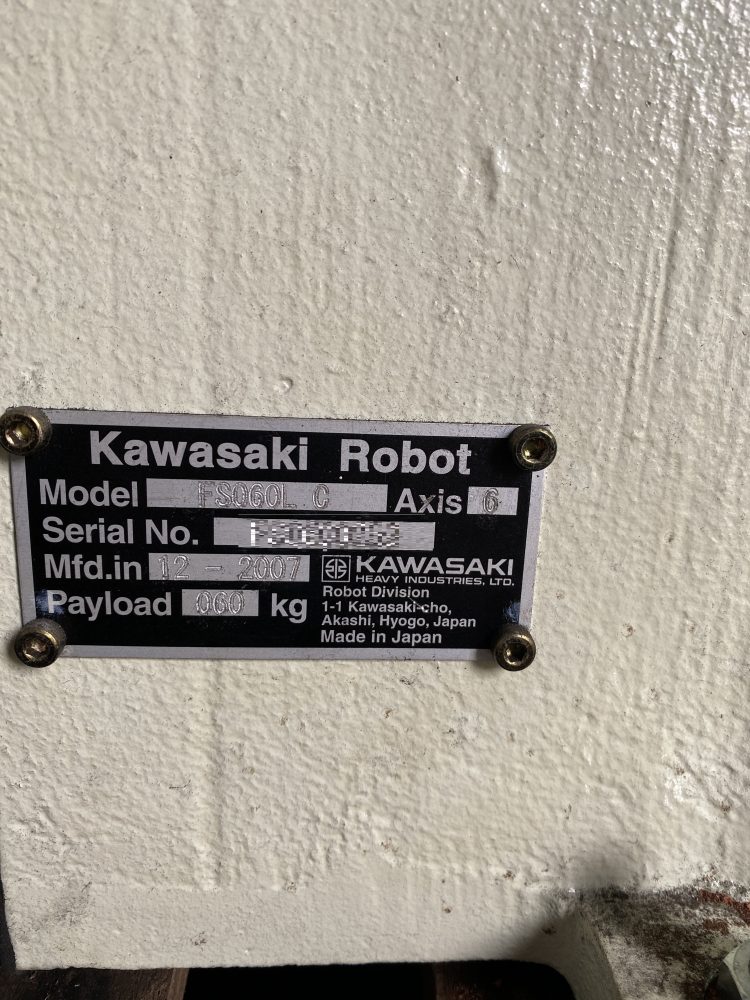 Kawasaki Robot
Model FS060L C Axis 6
Serial No.
Mfd.in 12 - 2007
KAWASAKI
HEAVY INDUSTRIES, LTD.
Payload 060 kg
Robot Division
1-1 Kawasaki-cho,
Akashi, Hyogo, Japan
Made in Japan